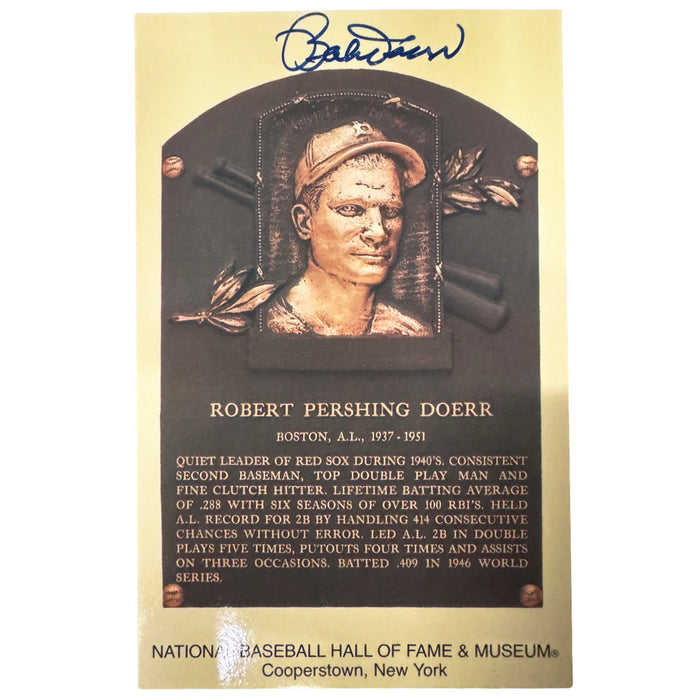 Bobby Doerr
B
ROBERT PERSHING DOERR
BOSTON, A.L., 1937 - 1951
QUIET LEADER OF RED SOX DURING 1940'S. CONSISTENT
SECOND BASEMAN, TOP DOUBLE PLAY MAN AND
FINE CLUTCH HITTER. LIFETIME BATTING AVERAGE
OF .288 WITH SIX SEASONS OF OVER 100 RBI'S. HELD
A.L. RECORD FOR 2B BY HANDLING 414 CONSECUTIVE
CHANCES WITHOUT ERROR. LED A.L. 2B IN DOUBLE
PLAYS FIVE TIMES, PUTOUTS FOUR TIMES AND ASSISTS
ON THREE OCCASIONS. BATTED .409 IN 1946 WORLD
SERIES.
NATIONAL BASEBALL HALL OF FAME & MUSEUM®
Cooperstown, New York